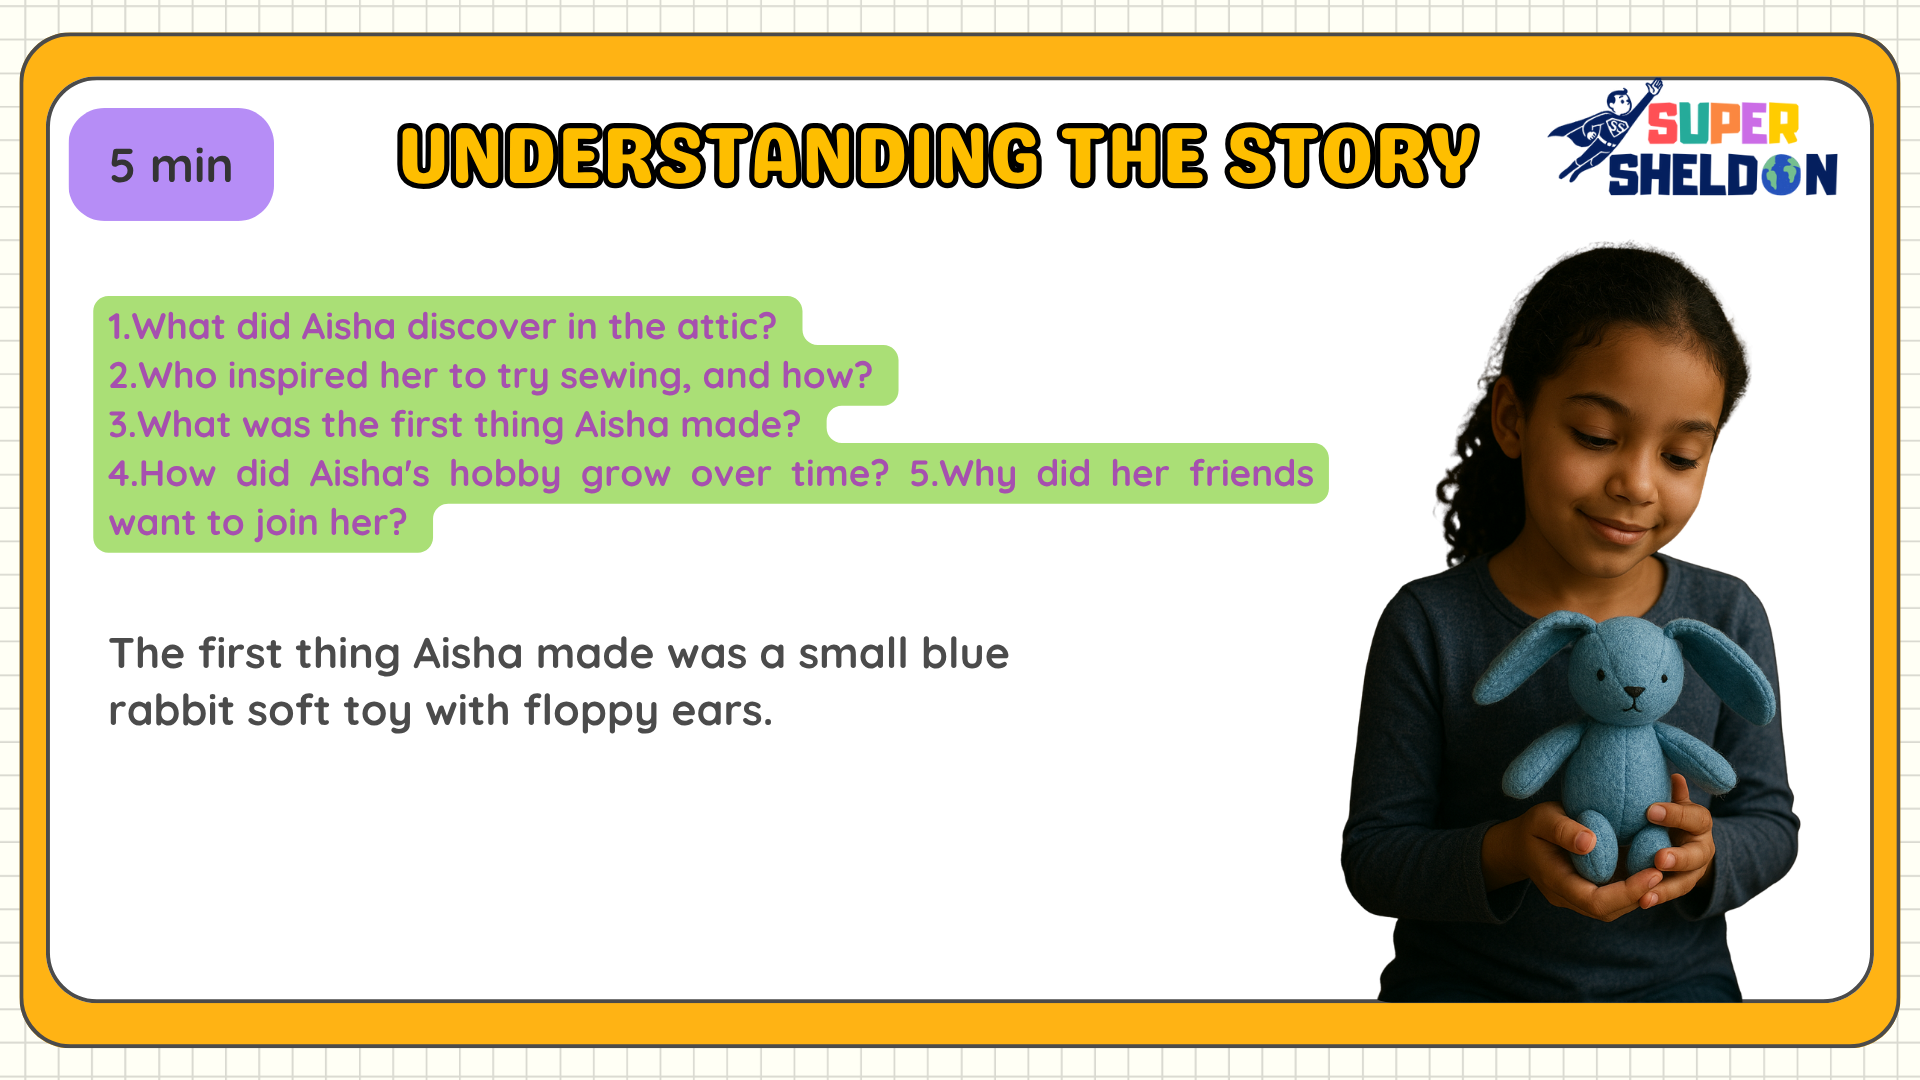 5 min
UNDERSTANDING THE STORY
SUPER
SHELDON
1.What did Aisha discover in the attic?
2.Who inspired her to try sewing, and how?
3.What was the first thing Aisha made?
4.How did Aisha's hobby grow over time? 5.Why did her friends
want to join her?
The first thing Aisha made was a small blue
rabbit soft toy with floppy ears.